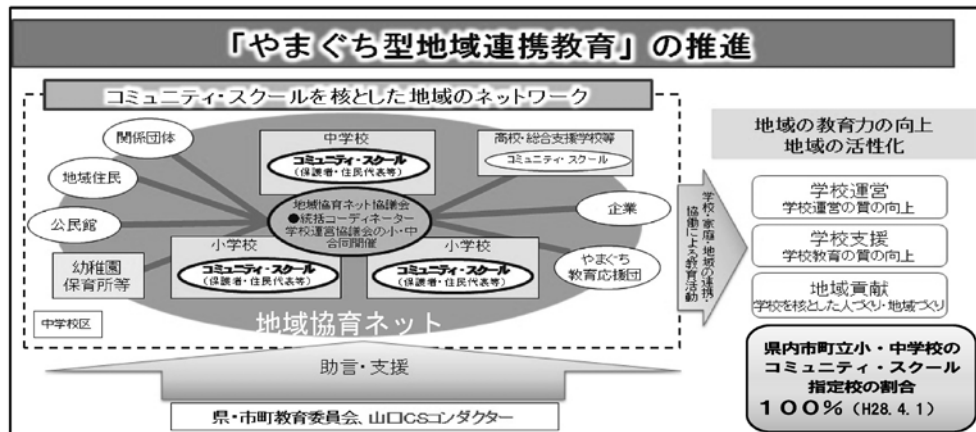 「やまぐち型地域連携教育」の推進
コミュニティ・スクールを核とした地域のネットワーク
関係団体
地域住民
公民館
幼稚園
保育所等
中学校区
中学校
コミュニティ・スクール
(保護者・住民代表等)
高校・総合支援学校等
コミュニティ・スクール
地域協育ネット協議会
●統括コーディネーター
学校運営協議会の小・中
合同開催
小学校
コミュニティ・スクール
(保護者・住民代表等)
小学校
コミュニティ・スクール
(保護者・住民代表等)
企業
やまぐち
教育応援団
地域協育ネット
助言・支援
県・市町教育委員会、山口CSコンダクター
学校・家庭・地域の連携・
協働による教育活動
地域の教育力の向上
地域の活性化
学校運営
学校運営の質の向上
学校支援
学校教育の質の向上
地域貢献
学校を核とした人づくり・地域づくり
県内市町立小・中学校の
コミュニティ・スクール
指定校の割合
100%(H28.4.1)